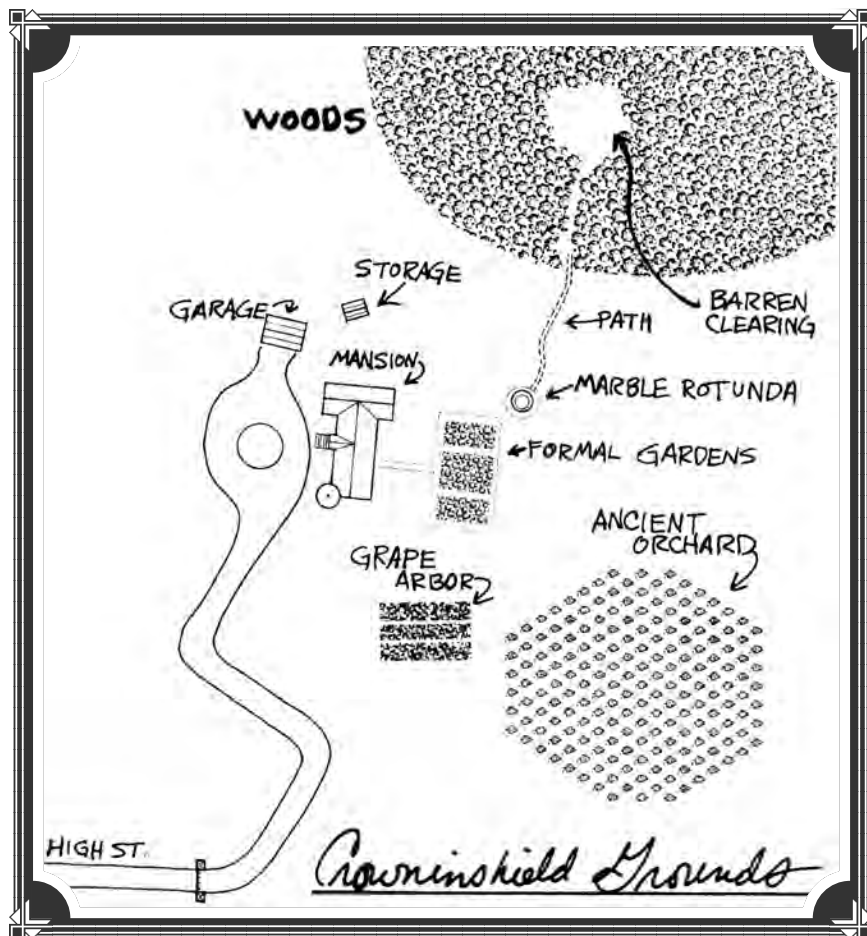 WOODS
STORAGE
GARAGE
BARREN
CLEARING
PATH
MANSION
MARBLE ROTUNDA
FORMAL GARDENS
ANCIENT
ORCHARD
GRAPE
ARBOR
HIGH ST.
Crowninshield Grounds